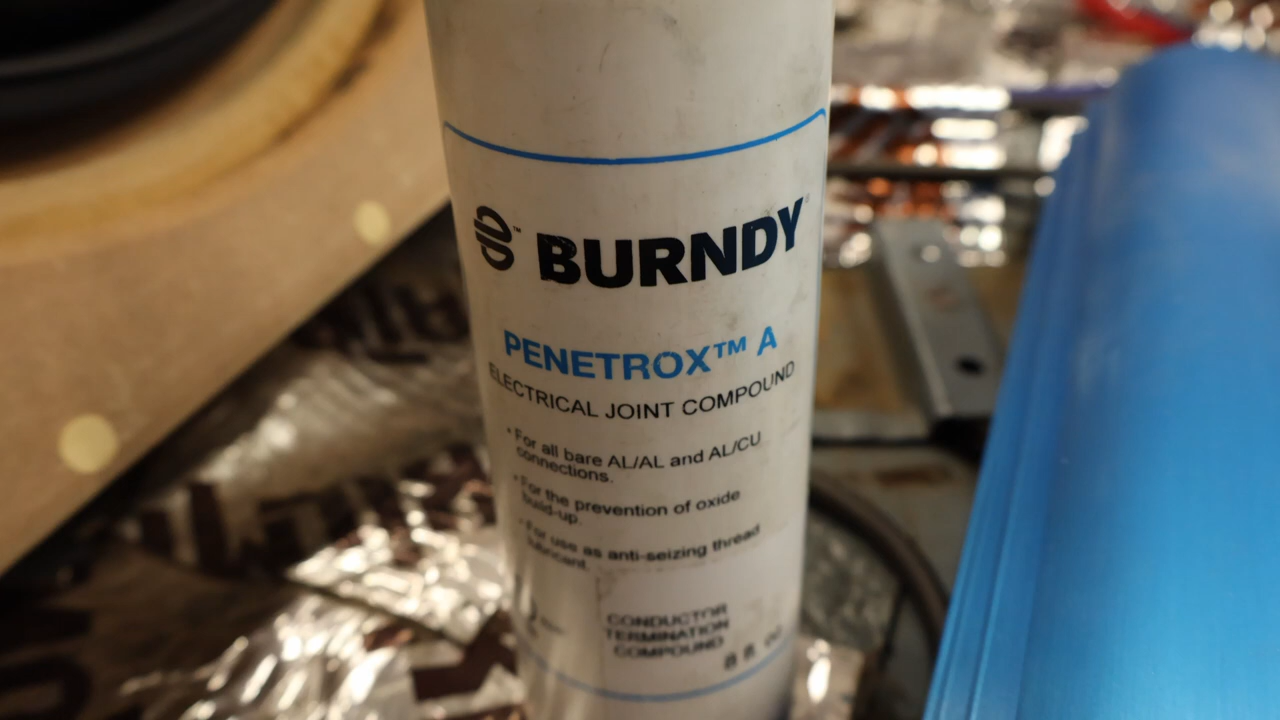 BURNDY
PENETROX™ A
ELECTRICAL JOINT COMPOUND
• For all bare AL/AL and AL/CU
connections.
• For the prevention of oxide
build-up.
• For use as anti-seizing thread
lubricant.
CONDUCTOR
TERMINATION
COMPOUND
8 fl. oz.